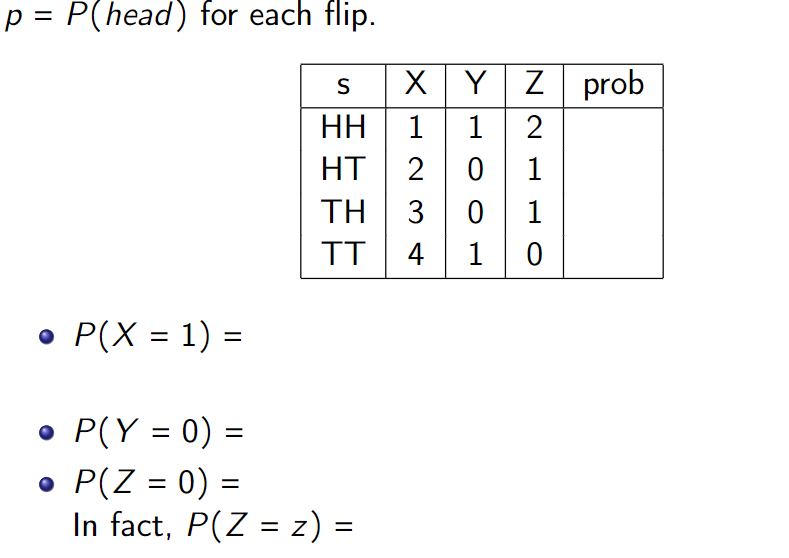 p = P(head) for each flip.
s X Y Z prob
HH 1 1 2
HT 2 0 1
TH 3 0 1
TT 4 1 0
P(X = 1) =
P(Y = 0) =
P(Z = 0) =
In fact, P(Z = z) =